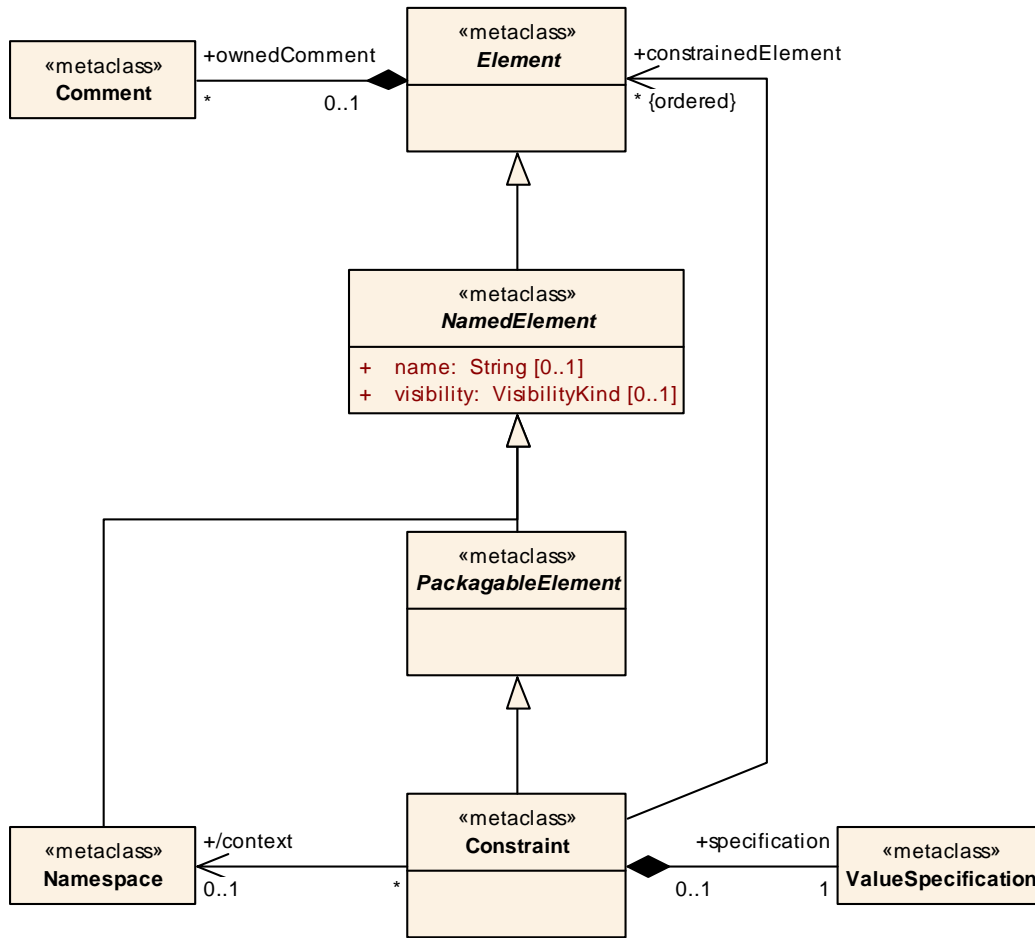 «metaclass»
Element
«metaclass»
Comment
+ownedComment
*
0..1
+constrainedElement
* {ordered}
«metaclass»
NamedElement
+ name: String [0..1]
+ visibility: VisibilityKind [0..1]
«metaclass»
PackagableElement
«metaclass»
Namespace
+/context
0..1
*
«metaclass»
Constraint
+specification
0..1
1
«metaclass»
ValueSpecification